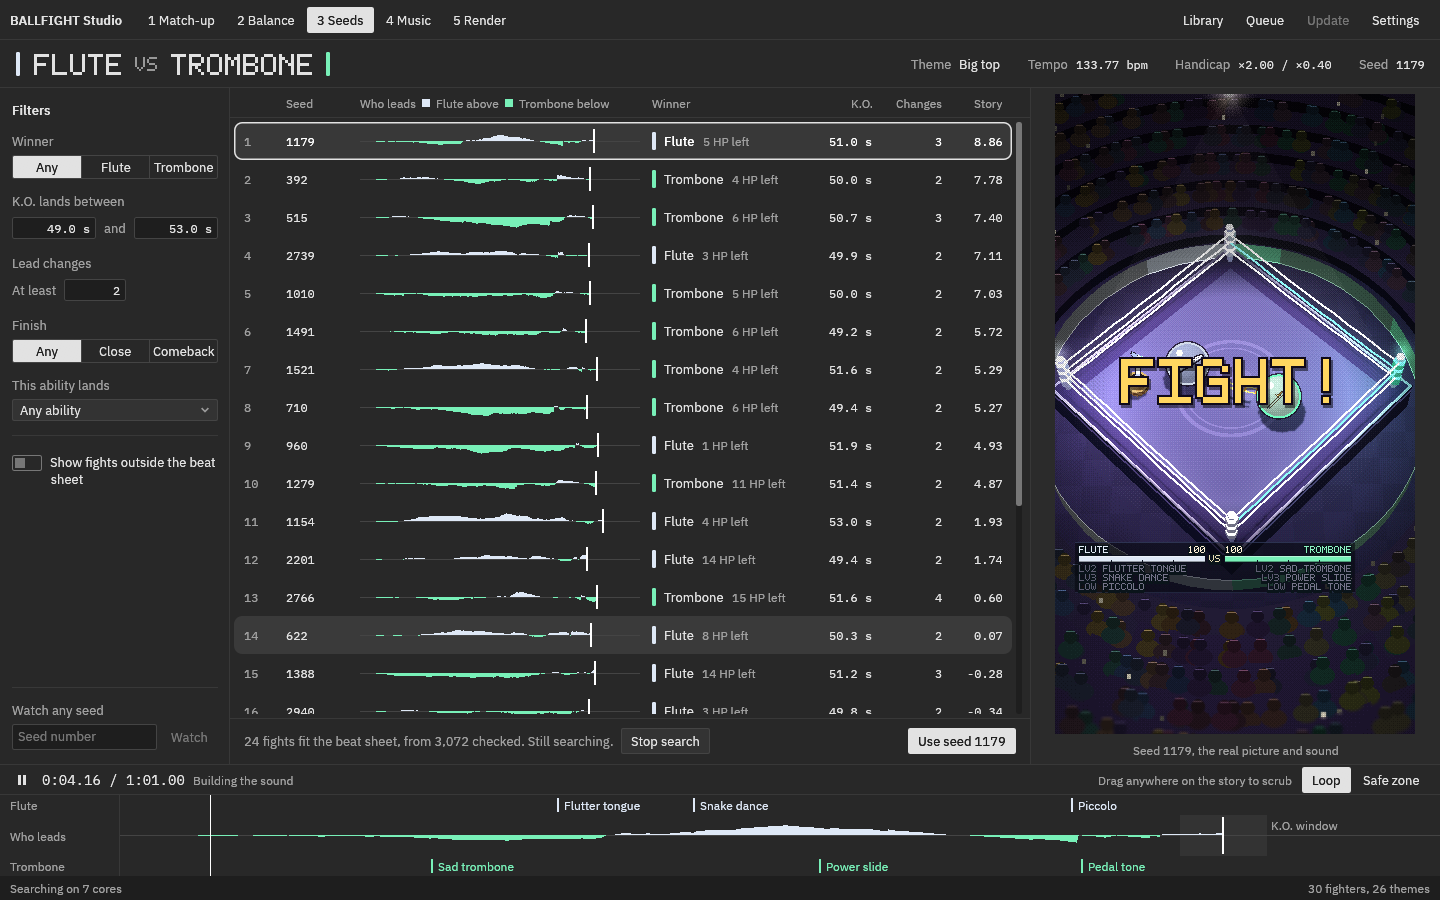 BALLFIGHT Studio 1 Match-up 2 Balance 3 Seeds 4 Music 5 Render Library Queue Update Settings
FLUTE VS TROMBONE Theme Big top Tempo 133.77 bpm Handicap ×2.00 / ×0.40 Seed 1179
Filters
Winner
Any Flute Trombone
K.O. lands between
49.0 s and 53.0 s
Lead changes
At least 2
Finish
Any Close Comeback
This ability lands
Any ability
Show fights outside the beat
sheet
Watch any seed
Seed number Watch
Seed Who leads Flute above Trombone below Winner K.O. Changes Story
1 1179 Flute 5 HP left 51.0 s 3 8.86
2 392 Trombone 4 HP left 50.0 s 2 7.78
3 515 Trombone 6 HP left 50.7 s 3 7.40
4 2739 Flute 3 HP left 49.9 s 2 7.11
5 1010 Trombone 5 HP left 50.0 s 2 7.03
6 1491 Trombone 6 HP left 49.2 s 2 5.72
7 1521 Trombone 4 HP left 51.6 s 2 5.29
8 710 Trombone 6 HP left 49.4 s 2 5.27
9 960 Flute 1 HP left 51.9 s 2 4.93
10 1279 Trombone 11 HP left 51.4 s 2 4.87
11 1154 Flute 4 HP left 53.0 s 2 1.93
12 2201 Flute 14 HP left 49.4 s 2 1.74
13 2766 Trombone 15 HP left 51.6 s 4 0.60
14 622 Flute 8 HP left 50.3 s 2 0.07
15 1388 Flute 14 HP left 51.2 s 3 -0.28
16 2940 Flute 3 HP left 49.8 s 2 -0.34
24 fights fit the beat sheet, from 3,072 checked. Still searching. Stop search Use seed 1179
FIGHT!
FLUTE 100 VS 100 TROMBONE
LV2 FLUTTER TONGUE LV2 SAD TROMBONE
LV3 SNAKE DANCE LV3 POWER SLIDE
LOW PICCOLO LOW PEDAL TONE
Seed 1179, the real picture and sound
0:04.16 / 1:01.00 Building the sound Drag anywhere on the story to scrub Loop Safe zone
Flute Flutter tongue Snake dance Piccolo
Who leads K.O. window
Trombone Sad trombone Power slide Pedal tone
Searching on 7 cores 30 fighters, 26 themes